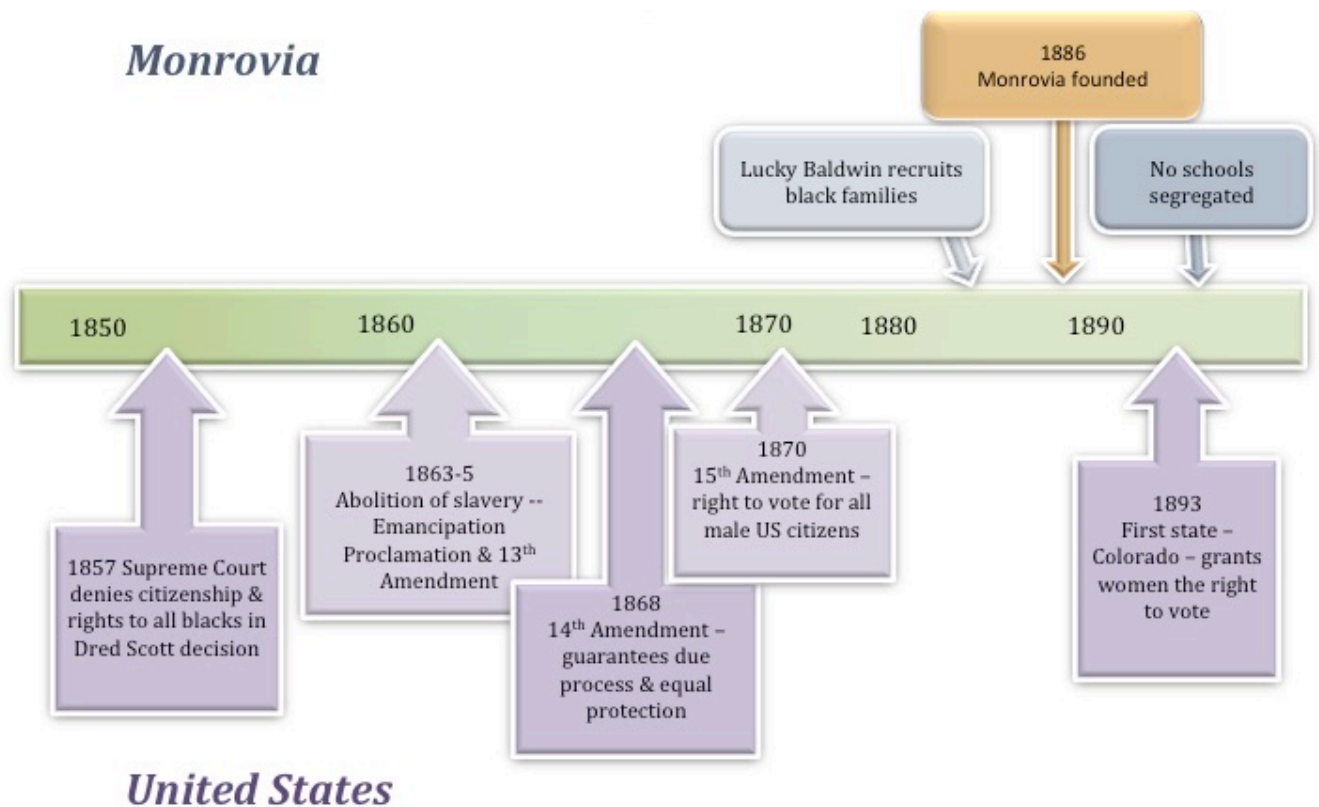 Monrovia
1886
Monrovia founded
Lucky Baldwin recruits
black families
No schools
segregated
1850
1860
1870
1880
1890
1857 Supreme Court
denies citizenship &
rights to all blacks in
Dred Scott decision
1863-5
Abolition of slavery --
Emancipation
Proclamation & 13th
Amendment
1868
14th Amendment –
guarantees due
process & equal
protection
1870
15th Amendment –
right to vote for all
male US citizens
1893
First state –
Colorado – grants
women the right
to vote
United States